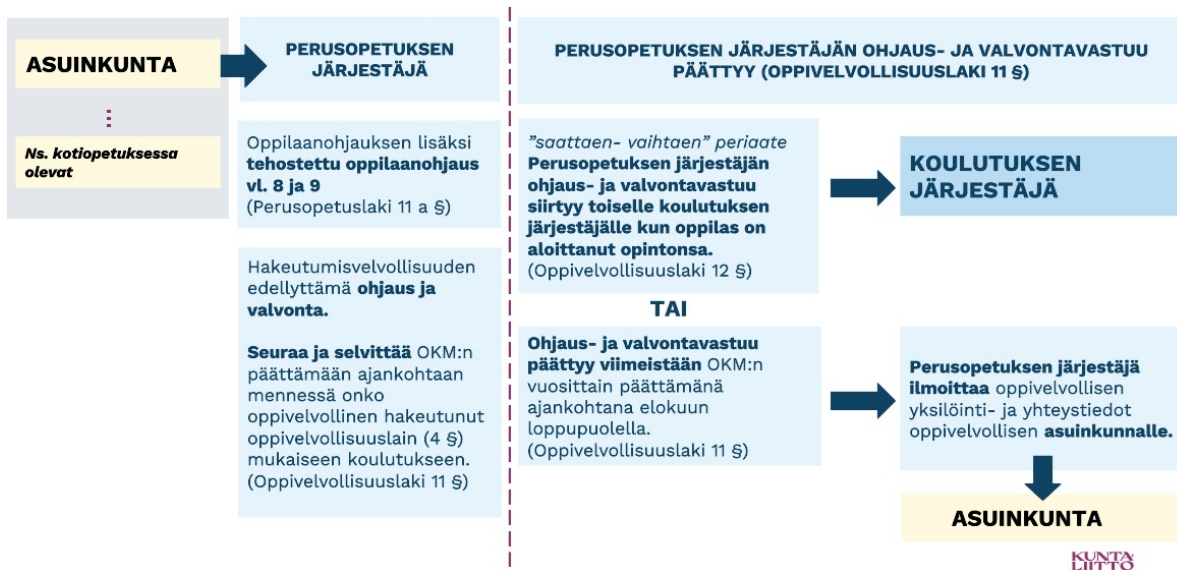 ASUINKUNTA
Ns. kotiopetuksessa
olevat
PERUSOPETUKSEN
JÄRJESTÄJÄ
Oppilaanohjauksen lisäksi
tehostettu oppilaanohjaus
vl. 8 ja 9
(Perusopetuslaki 11 a §)
Hakeutumisvelvollisuuden
edellyttämä ohjaus ja
valvonta.
Seuraa ja selvittää OKM:n
päättämään ajankohtaan
mennessä onko
oppivelvollinen hakeutunut
oppivelvollisuuslain (4 §)
mukaiseen koulutukseen.
(Oppivelvollisuuslaki 11 §)
PERUSOPETUKSEN JÄRJESTÄJÄN OHJAUS- JA VALVONTAVASTUU
PÄÄTTYY (OPPIVELVOLLISUUSLAKI 11 §)
”saattaen- vaihtaen” periaate
Perusopetuksen järjestäjän
ohjaus- ja valvontavastuu
siirtyy toiselle koulutuksen
järjestäjälle kun oppilas on
aloittanut opintonsa.
(Oppivelvollisuuslaki 12 §)
KOULUTUKSEN
JÄRJESTÄJÄ
TAI
Ohjaus- ja valvontavastuu
päättyy viimeistään OKM:n
vuosittain päättämänä
ajankohtana elokuun
loppupuolella.
(Oppivelvollisuuslaki 11 §)
Perusopetuksen järjestäjä
ilmoittaa oppivelvollisen
yksilöinti- ja yhteystiedot
oppivelvollisen asuinkunnalle.
ASUINKUNTA
KUNTA
LIITTO